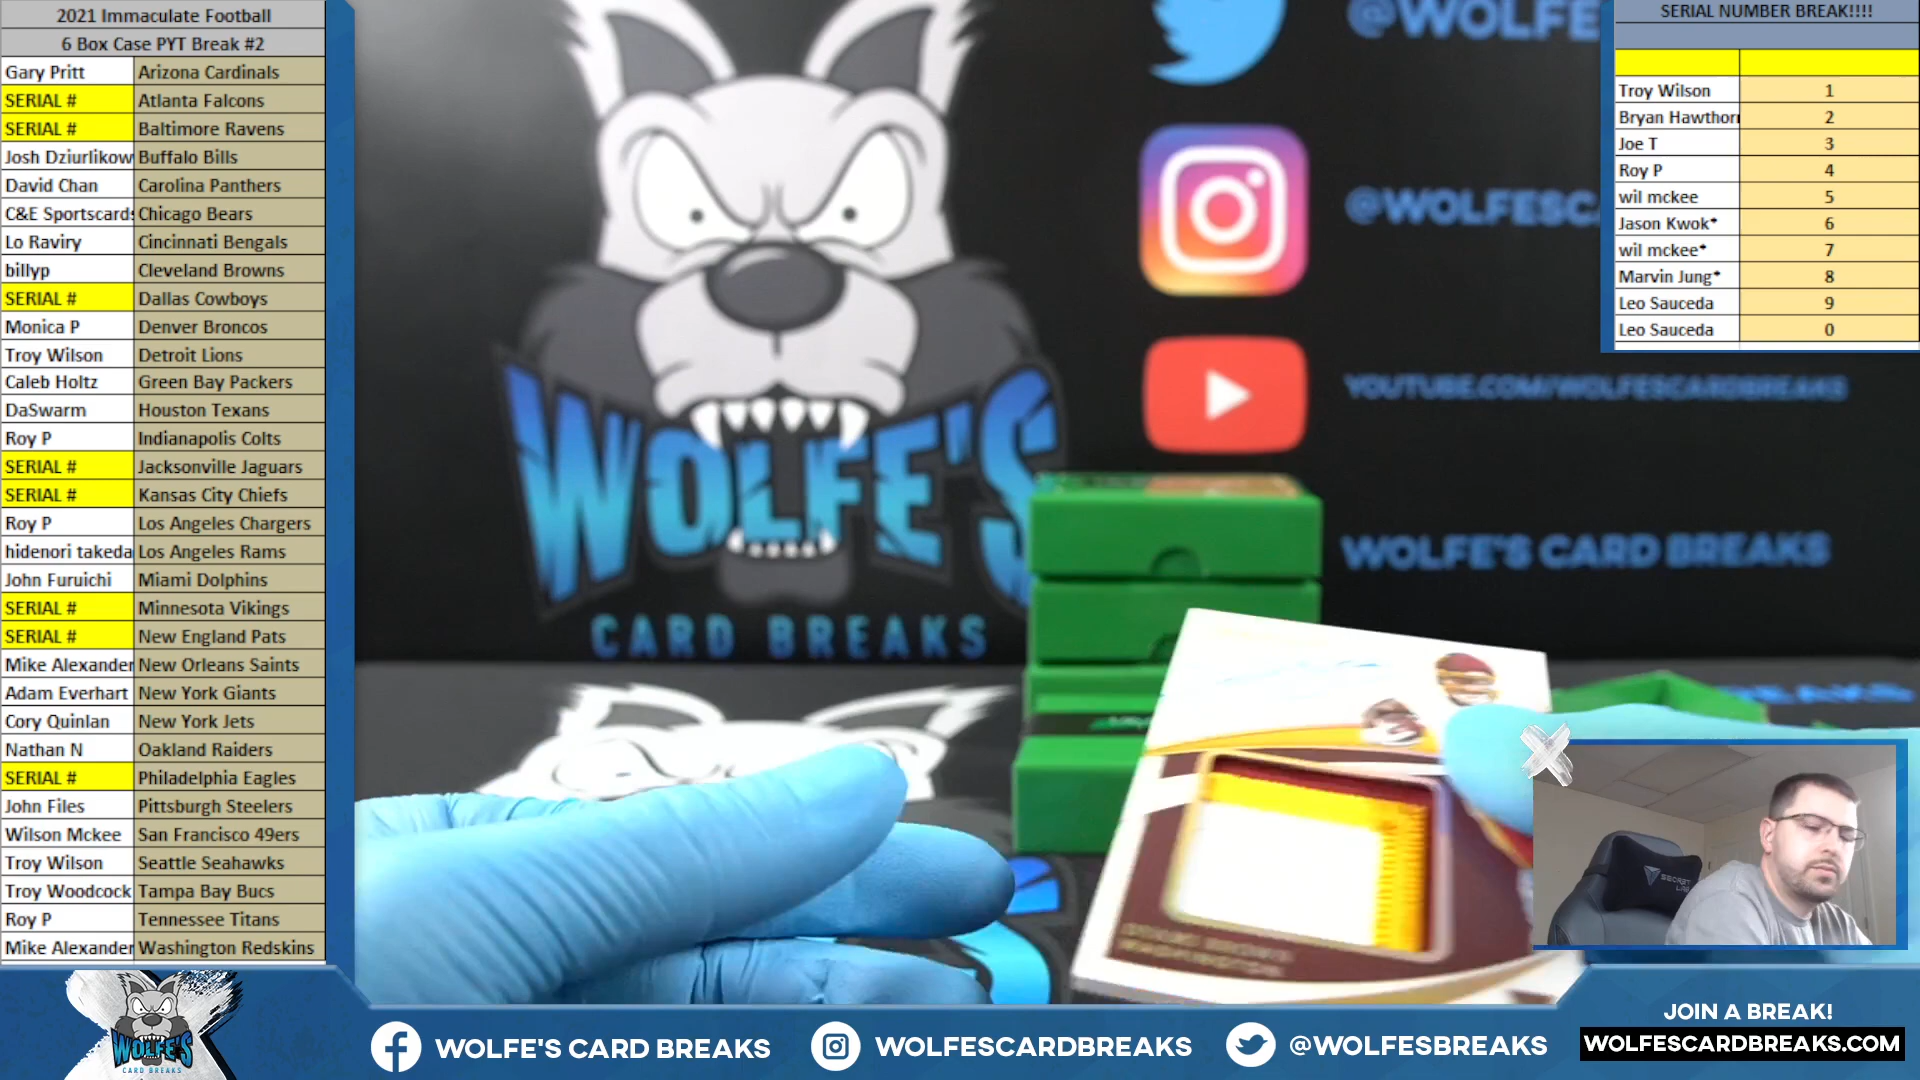 2021 Immaculate Football
6 Box Case PYT Break #2
Gary Pritt Arizona Cardinals
SERIAL # Atlanta Falcons
SERIAL # Baltimore Ravens
Josh Dziurlikow Buffalo Bills
David Chan Carolina Panthers
C&E Sportscards Chicago Bears
Lo Raviry Cincinnati Bengals
billyp Cleveland Browns
SERIAL # Dallas Cowboys
Monica P Denver Broncos
Troy Wilson Detroit Lions
Caleb Holtz Green Bay Packers
DaSwarm Houston Texans
Roy P Indianapolis Colts
SERIAL # Jacksonville Jaguars
SERIAL # Kansas City Chiefs
Roy P Los Angeles Chargers
hidenori takeda Los Angeles Rams
John Furuichi Miami Dolphins
SERIAL # Minnesota Vikings
SERIAL # New England Pats
Mike Alexander New Orleans Saints
Adam Everhart New York Giants
Cory Quinlan New York Jets
Nathan N Oakland Raiders
SERIAL # Philadelphia Eagles
John Files Pittsburgh Steelers
Wilson Mckee San Francisco 49ers
Troy Wilson Seattle Seahawks
Troy Woodcock Tampa Bay Bucs
Roy P Tennessee Titans
Mike Alexander Washington Redskins
SERIAL NUMBER BREAK!!!!
Troy Wilson 1
Bryan Hawthorn 2
Joe T 3
Roy P 4
wil mckee 5
Jason Kwok* 6
wil mckee* 7
Marvin Jung* 8
Leo Sauceda 9
Leo Sauceda 0
@WOLFE
@WOLFESC
YOUTUBE.COM/WOLFESCARDBREAKS
WOLFE'S CARD BREAKS
WOLFE'S
CARD BREAKS
WOLFE'S
CARD BREAKS
WOLFE'S CARD BREAKS
WOLFESCARDBREAKS
@WOLFESBREAKS
JOIN A BREAK!
WOLFESCARDBREAKS.COM